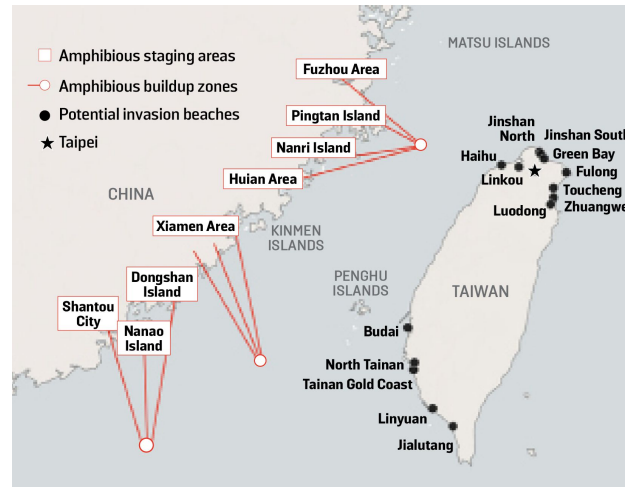 Amphibious staging areas
Amphibious buildup zones
Potential invasion beaches
Taipei
MATSU ISLANDS
Fuzhou Area
Pingtan Island
Nanri Island
Huian Area
CHINA
Xiamen Area
KINMEN
ISLANDS
Dongshan
Island
Shantou
City
Nanao
Island
PENGHU
ISLANDS
TAIWAN
Jinshan
North
Jinshan South
Green Bay
Haihu
Fulong
Linkou
Toucheng
Zhuangwe
Luodong
Budai
North Tainan
Tainan Gold Coast
Linyuan
Jialutang